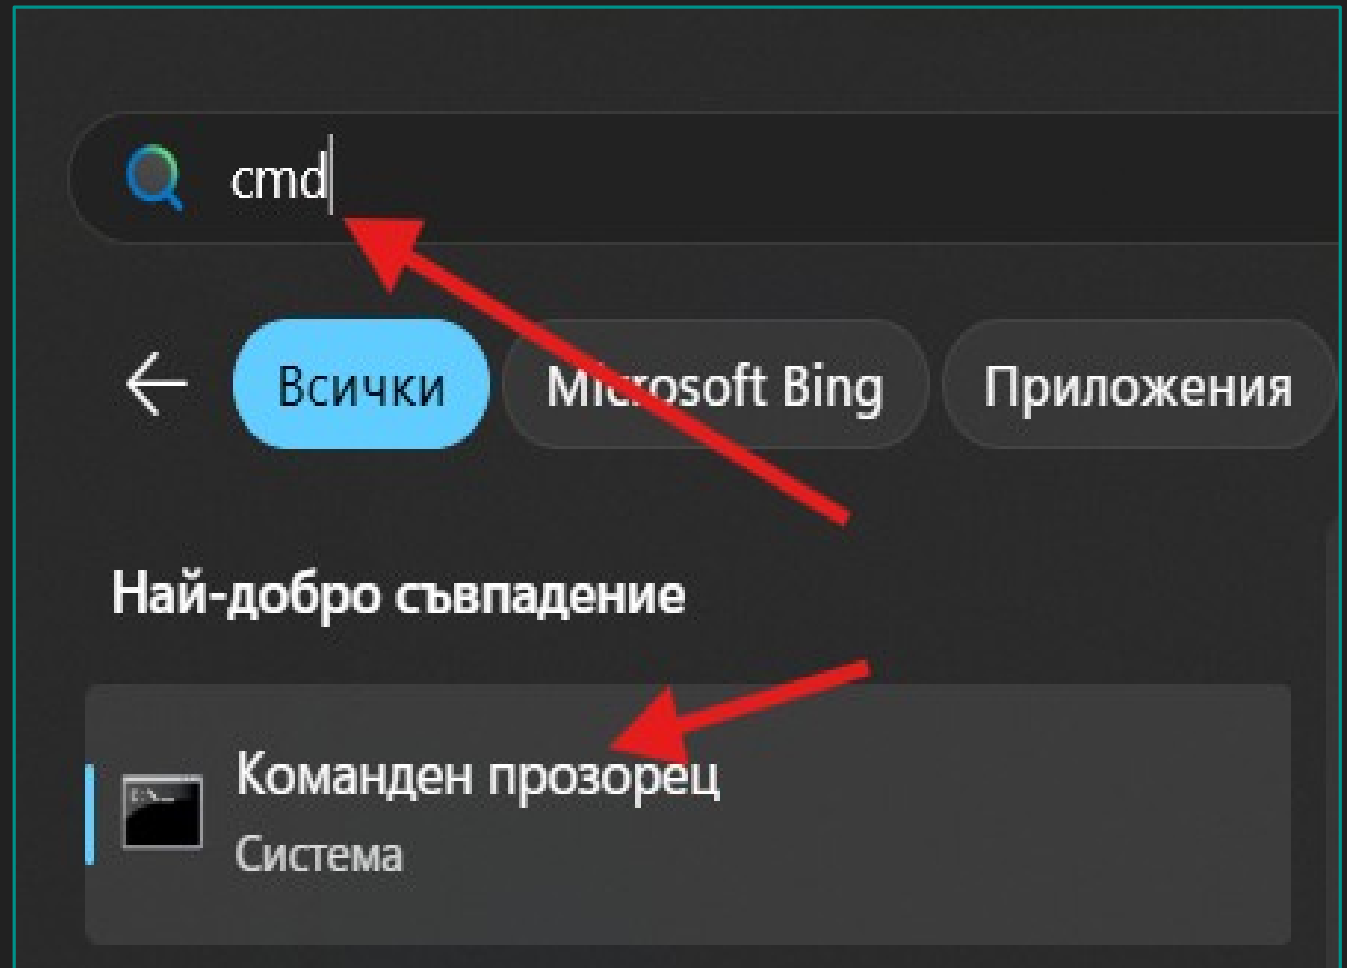 cmd
Всички Microsoft Bing Приложения
Най-добро съвпадение
Команден прозорец
Система